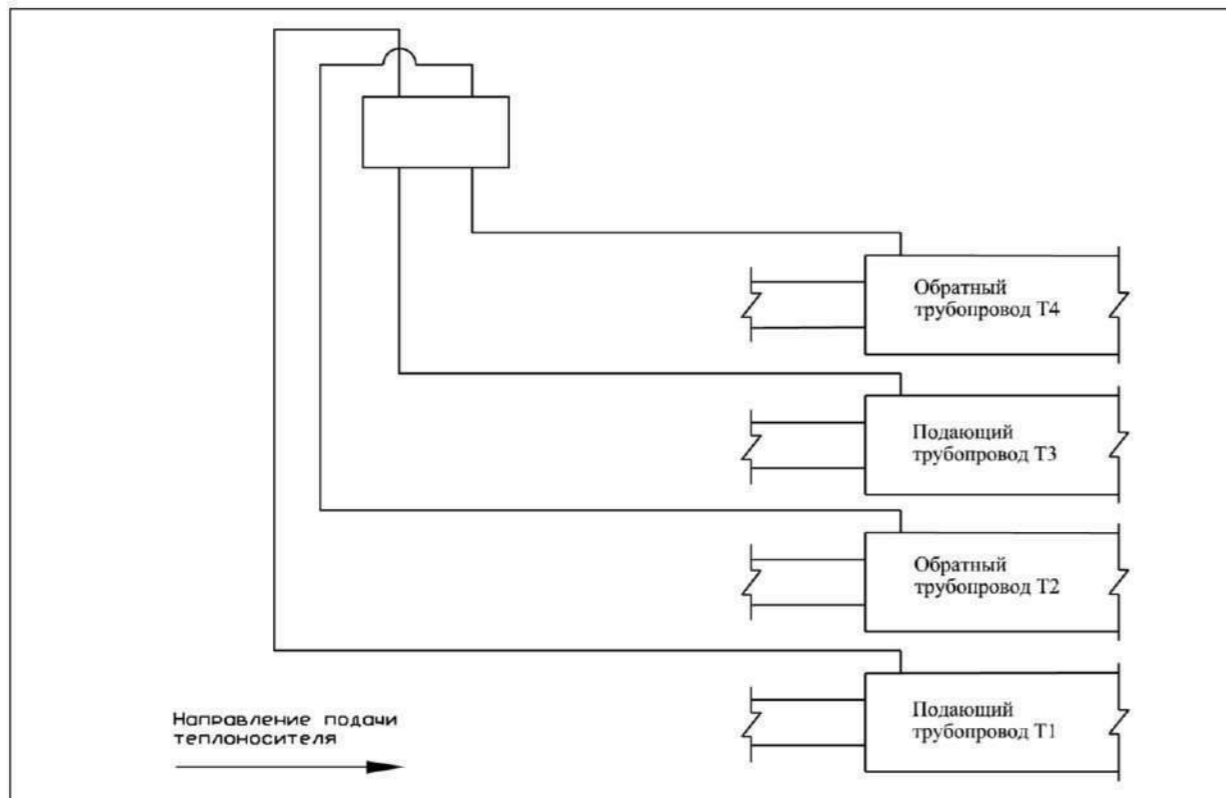 Обратный
трубопровод Т4
Подающий
трубопровод Т3
Обратный
трубопровод Т2
Подающий
трубопровод Т1
Направление подачи
теплоносителя